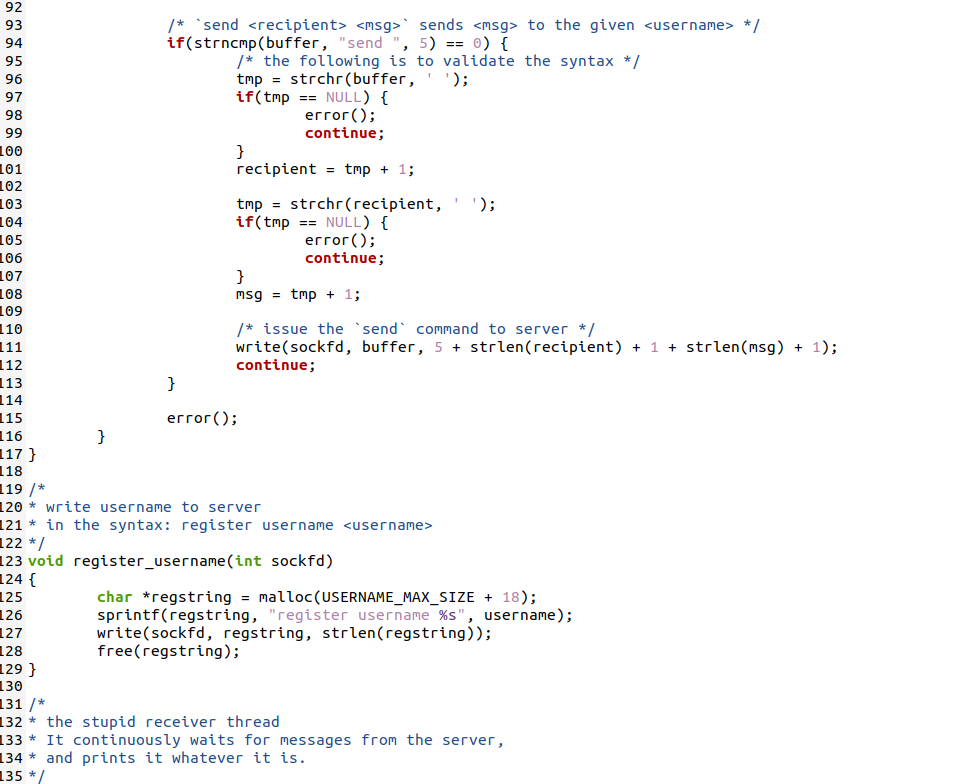 92
93 /* `send <recipient> <msg>` sends <msg> to the given <username> */
94 if(strncmp(buffer, "send ", 5) == 0) {
95 /* the following is to validate the syntax */
96 tmp = strchr(buffer, ' ');
97 if(tmp == NULL) {
98 error();
99 continue;
100 }
101 recipient = tmp + 1;
102
103 tmp = strchr(recipient, ' ');
104 if(tmp == NULL) {
105 error();
106 continue;
107 }
108 msg = tmp + 1;
109
110 /* issue the `send` command to server */
111 write(sockfd, buffer, 5 + strlen(recipient) + 1 + strlen(msg) + 1);
112 continue;
113 }
114
115 error();
116 }
117 }
118
119 /*
120 * write username to server
121 * in the syntax: register username <username>
122 */
123 void register_username(int sockfd)
124 {
125 char *regstring = malloc(USERNAME_MAX_SIZE + 18);
126 sprintf(regstring, "register username %s", username);
127 write(sockfd, regstring, strlen(regstring));
128 free(regstring);
129 }
130
131 /*
132 * the stupid receiver thread
133 * It continuously waits for messages from the server,
134 * and prints it whatever it is.
135 */